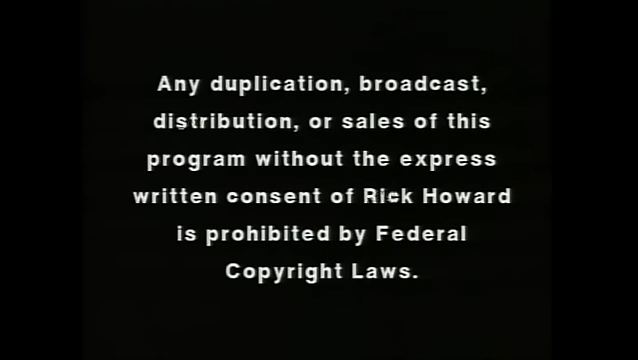 Any duplication, broadcast,
distribution, or sales of this
program without the express
written consent of Rick Howard
is prohibited by Federal
Copyright Laws.